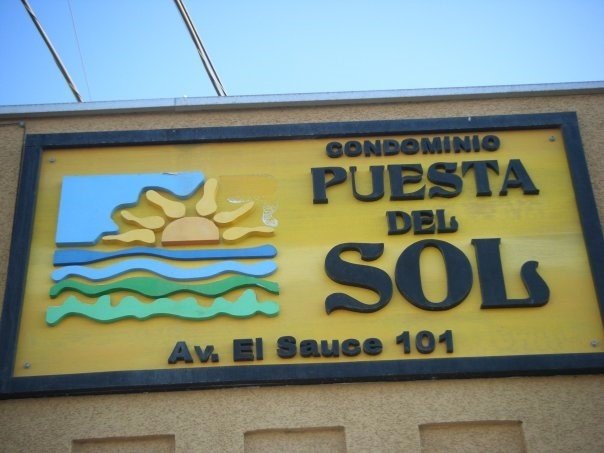 CONDOMINIO
PUESTA
DEL
SOL
Av. El Sauce 101